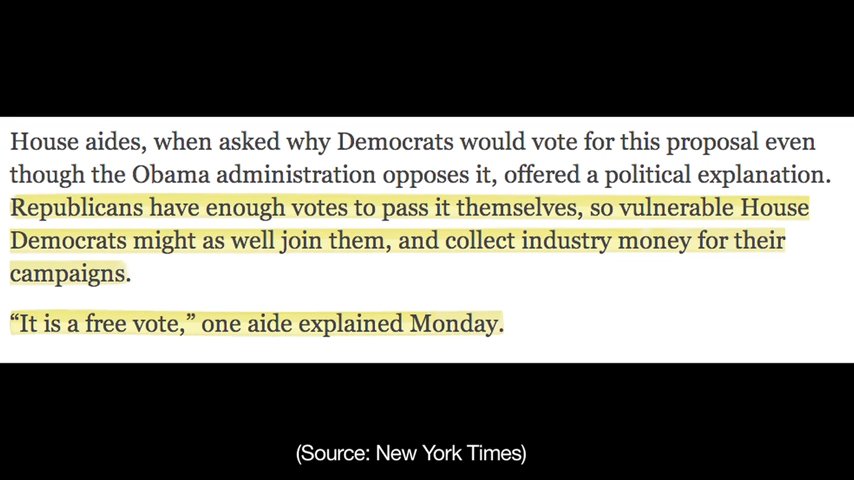 House aides, when asked why Democrats would vote for this proposal even
though the Obama administration opposes it, offered a political explanation.
Republicans have enough votes to pass it themselves, so vulnerable House
Democrats might as well join them, and collect industry money for their
campaigns.
“It is a free vote,” one aide explained Monday.
(Source: New York Times)